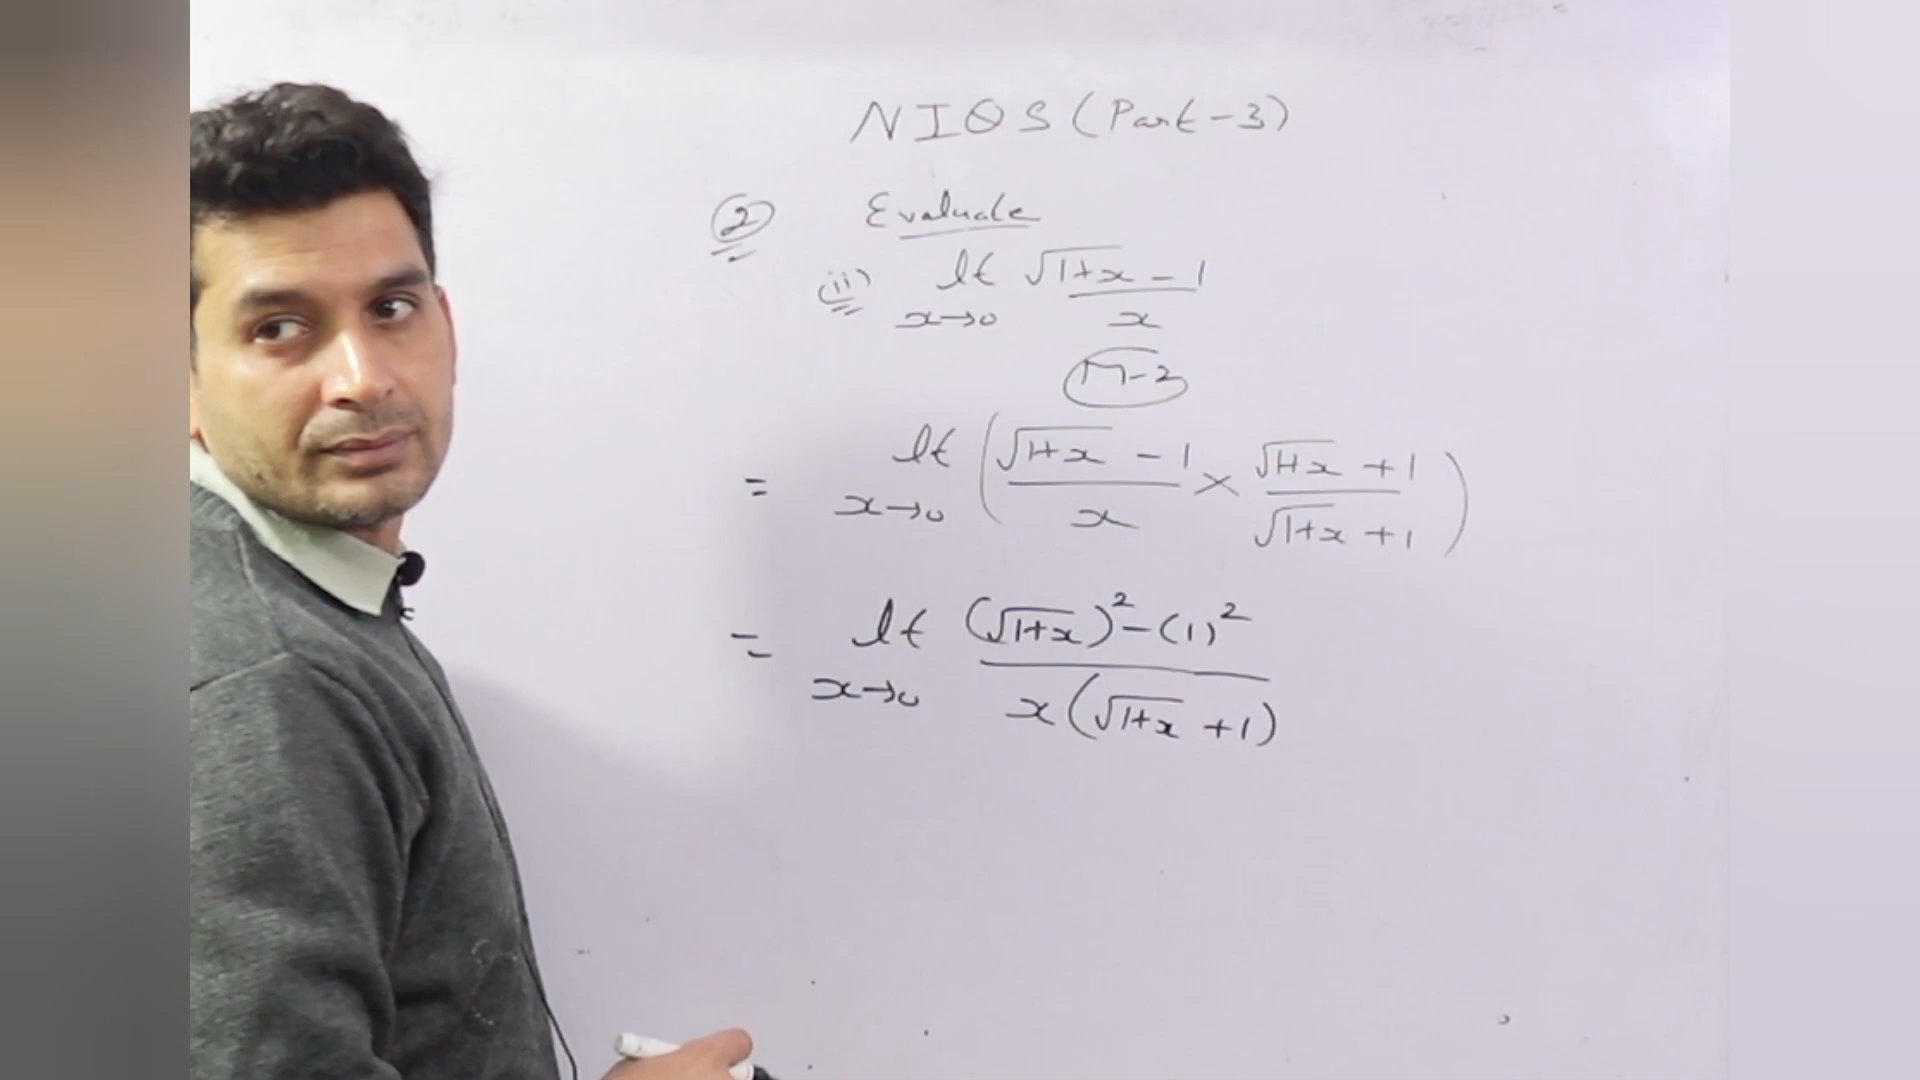 NIOS (Part-3)
(2) Evaluate
(ii) lt x→0 (√(1+x) - 1)/x
M-2
= lt x→0 ((√(1+x) - 1)/x × (√(1+x) + 1)/(√(1+x) + 1))
= lt x→0 ((√(1+x))² - (1)²)/(x(√(1+x) + 1))